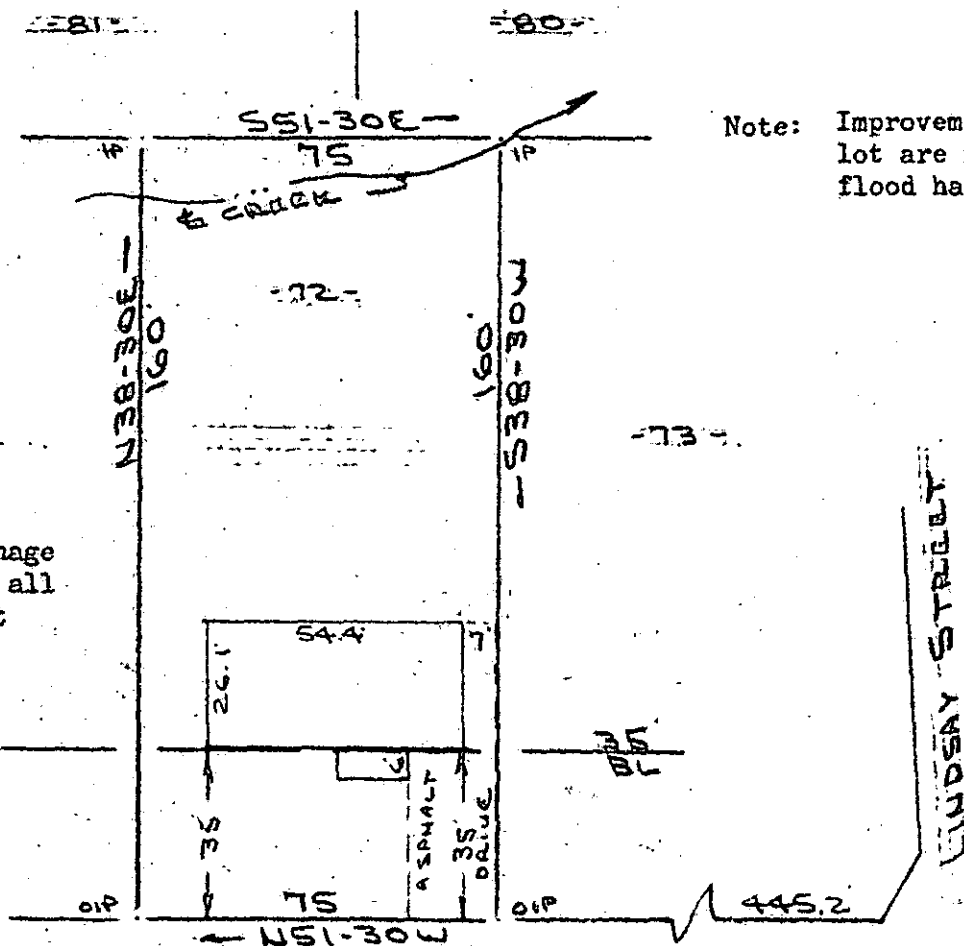 -81-
-80-
S51-30E —
75
IP
IP
Note: Improvem
lot are
flood ha
℄ CREEK
-72-
N38-30E —
160'
160'
— S38-30W
-73-
LINDSAY STREET
nage
all
54.4'
7'
26.1'
35
BL
6'
35
35'
ASPHALT
DRIVE
OIP
75
OIP
445.2
← N51-30W